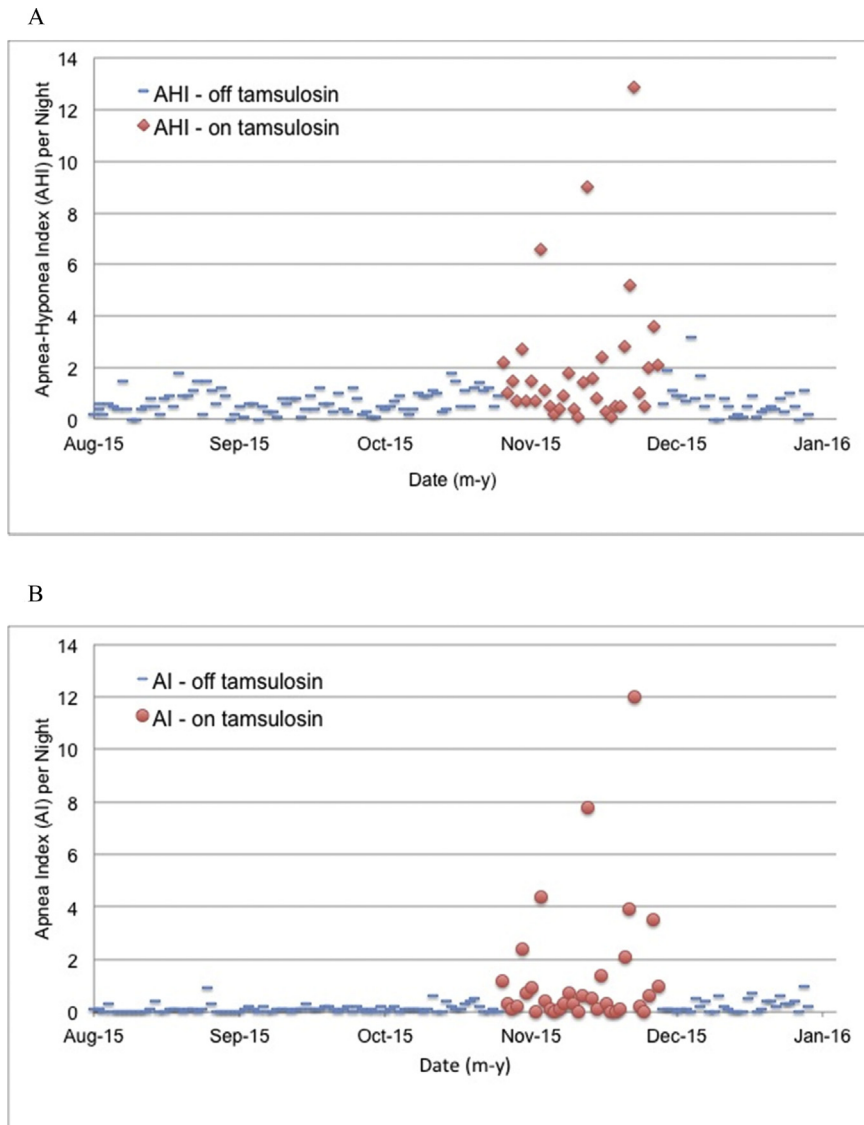 A
14
12
10
8
6
4
2
0
Apnea-Hyponea Index (AHI) per Night
AHI - off tamsulosin
AHI - on tamsulosin
Aug-15 Sep-15 Oct-15 Nov-15 Dec-15 Jan-16
Date (m-y)
B
14
12
10
8
6
4
2
0
Apnea Index (AI) per Night
AI - off tamsulosin
AI - on tamsulosin
Aug-15 Sep-15 Oct-15 Nov-15 Dec-15 Jan-16
Date (m-y)